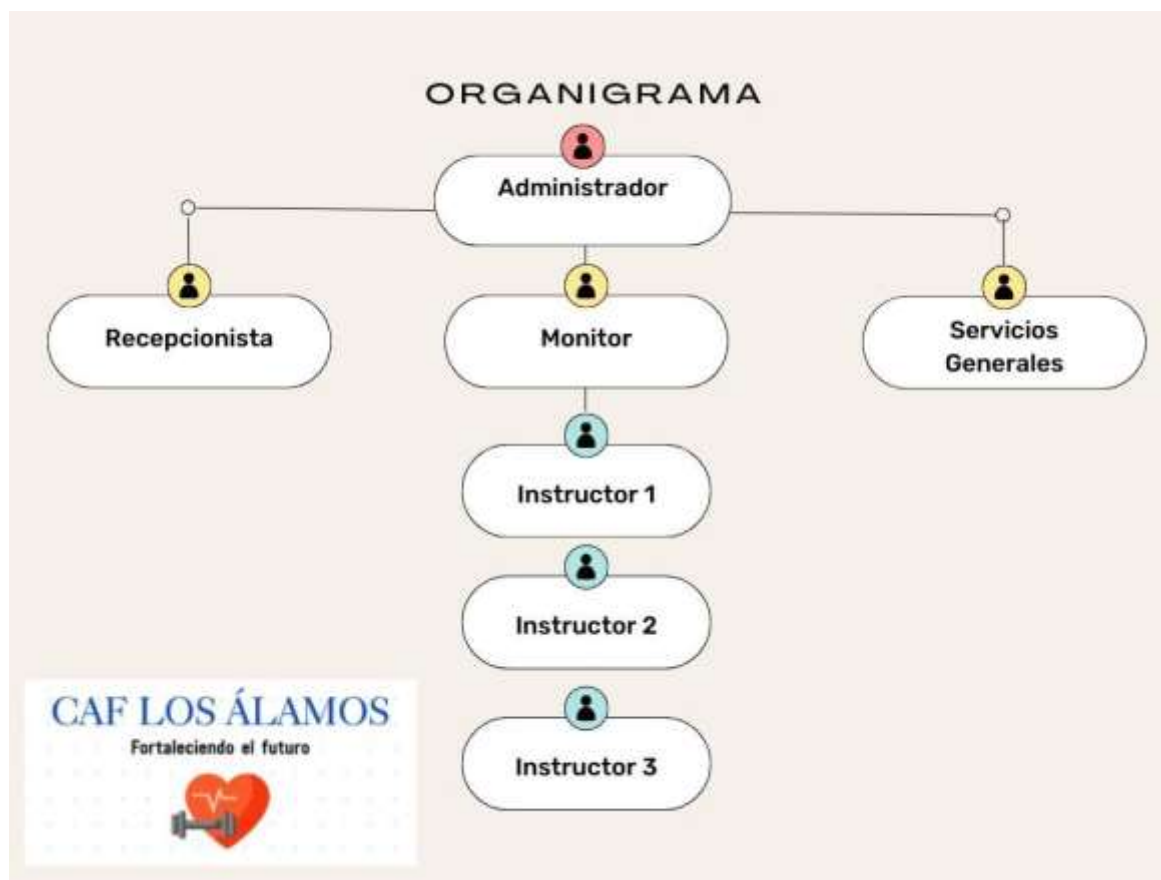 ORGANIGRAMA
Administrador
Recepcionista
Monitor
Servicios
Generales
Instructor 1
Instructor 2
Instructor 3
CAF LOS ÁLAMOS
Fortaleciendo el futuro